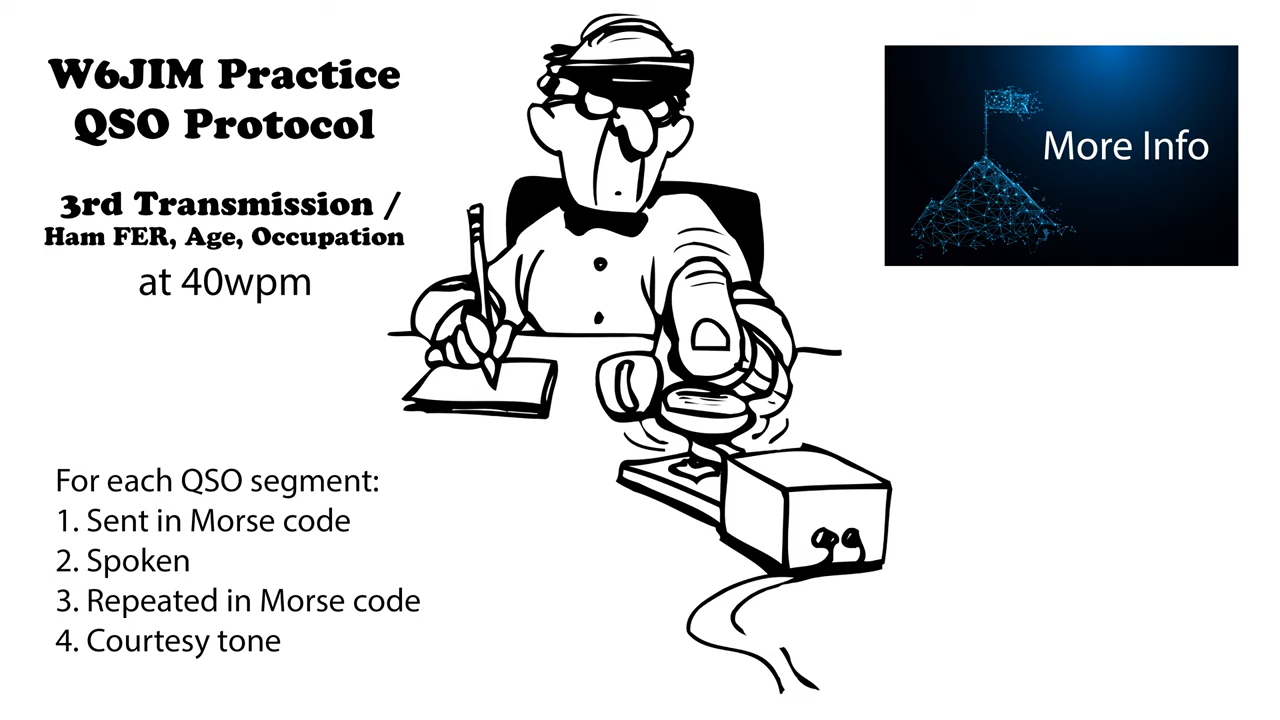 W6JIM Practice
QSO Protocol
3rd Transmission /
Ham FER, Age, Occupation
at 40wpm
More Info
For each QSO segment:
1. Sent in Morse code
2. Spoken
3. Repeated in Morse code
4. Courtesy tone